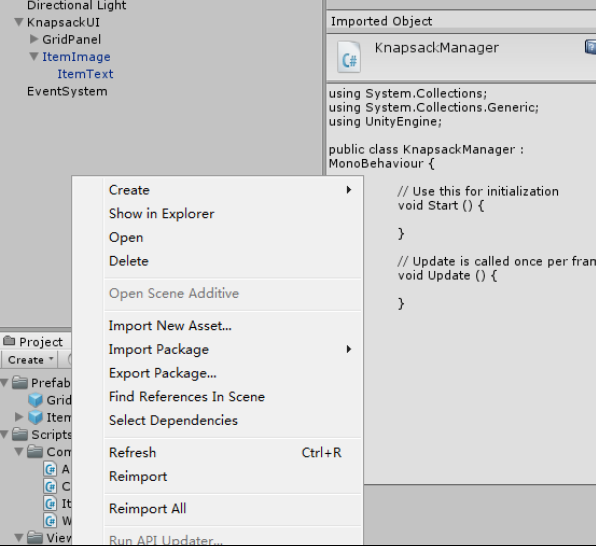 Directional Light
KnapsackUI
GridPanel
ItemImage
ItemText
EventSystem
Imported Object
C#
KnapsackManager
using System.Collections;
using System.Collections.Generic;
using UnityEngine;
public class KnapsackManager :
MonoBehaviour {
// Use this for initialization
void Start () {
}
// Update is called once per fram
void Update () {
}
Create
Show in Explorer
Open
Delete
Open Scene Additive
Import New Asset...
Import Package
Export Package...
Find References In Scene
Select Dependencies
Refresh Ctrl+R
Reimport
Reimport All
Run API Updater...
Project
Create
Prefab
Grid
Item
Scripts
Com
A
C
It
W
View